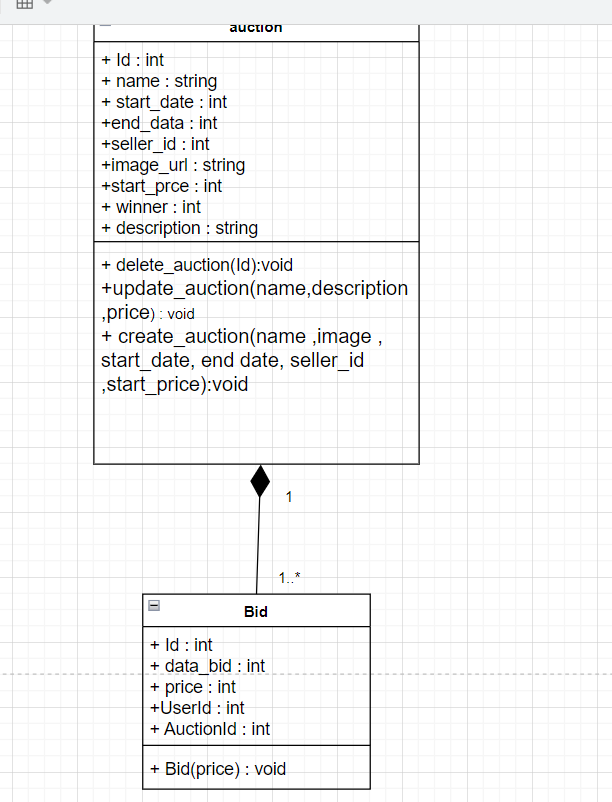 auction
+ Id : int
+ name : string
+ start_date : int
+end_data : int
+seller_id : int
+image_url : string
+start_prce : int
+ winner : int
+ description : string
+ delete_auction(Id):void
+update_auction(name,description
,price) : void
+ create_auction(name ,image ,
start_date, end date, seller_id
,start_price):void
1
1..*
Bid
+ Id : int
+ data_bid : int
+ price : int
+UserId : int
+ AuctionId : int
+ Bid(price) : void